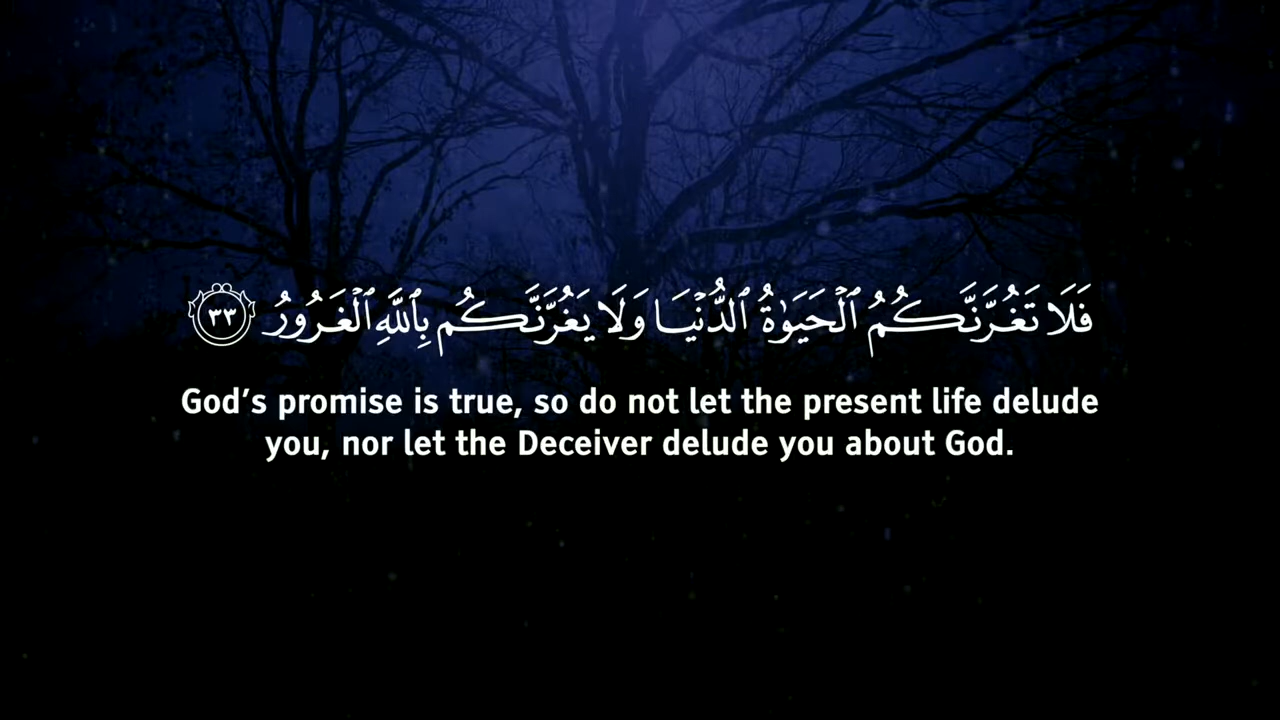 فَلَا تَغُرَّنَّكُمُ ٱلْحَيَوٰةُ ٱلدُّنْيَا وَلَا يَغُرَّنَّكُم بِٱللَّهِ ٱلْغَرُورُ ٣٣
God's promise is true, so do not let the present life delude
you, nor let the Deceiver delude you about God.